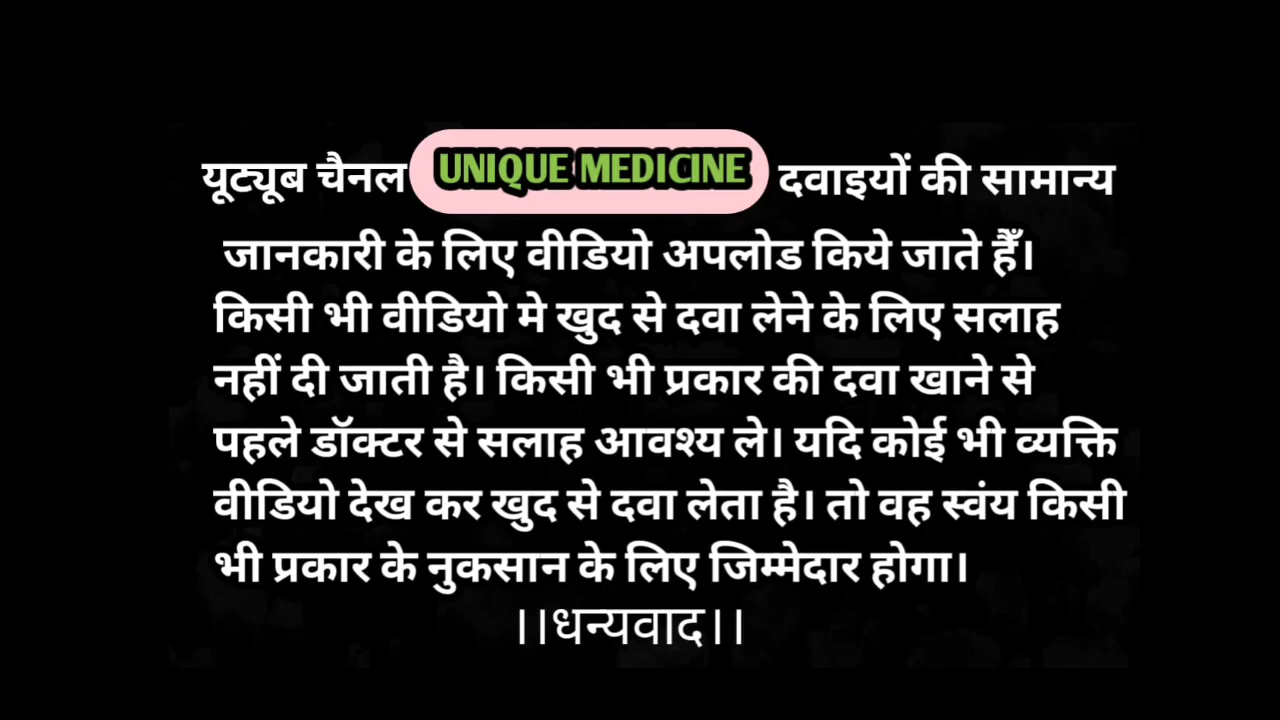 यूट्यूब चैनल UNIQUE MEDICINE दवाइयों की सामान्य
जानकारी के लिए वीडियो अपलोड किये जाते हैँ।
किसी भी वीडियो मे खुद से दवा लेने के लिए सलाह
नहीं दी जाती है। किसी भी प्रकार की दवा खाने से
पहले डॉक्टर से सलाह आवश्य ले। यदि कोई भी व्यक्ति
वीडियो देख कर खुद से दवा लेता है। तो वह स्वंय किसी
भी प्रकार के नुकसान के लिए जिम्मेदार होगा।
।।धन्यवाद।।